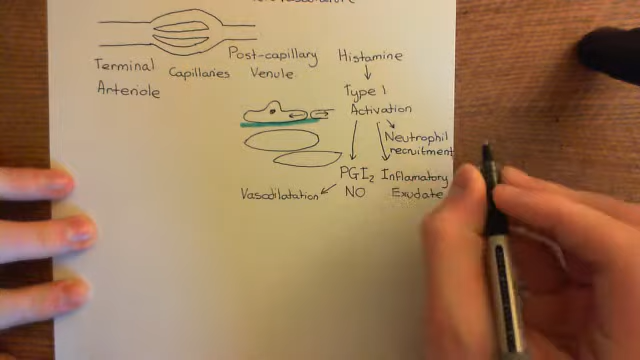 Terminal
Arteriole
Capillaries
Post-capillary
Venule
Histamine
Type 1
Activation
Neutrophil
recruitment
PGI2
NO
Inflamatory
Exudate
Vasodilatation